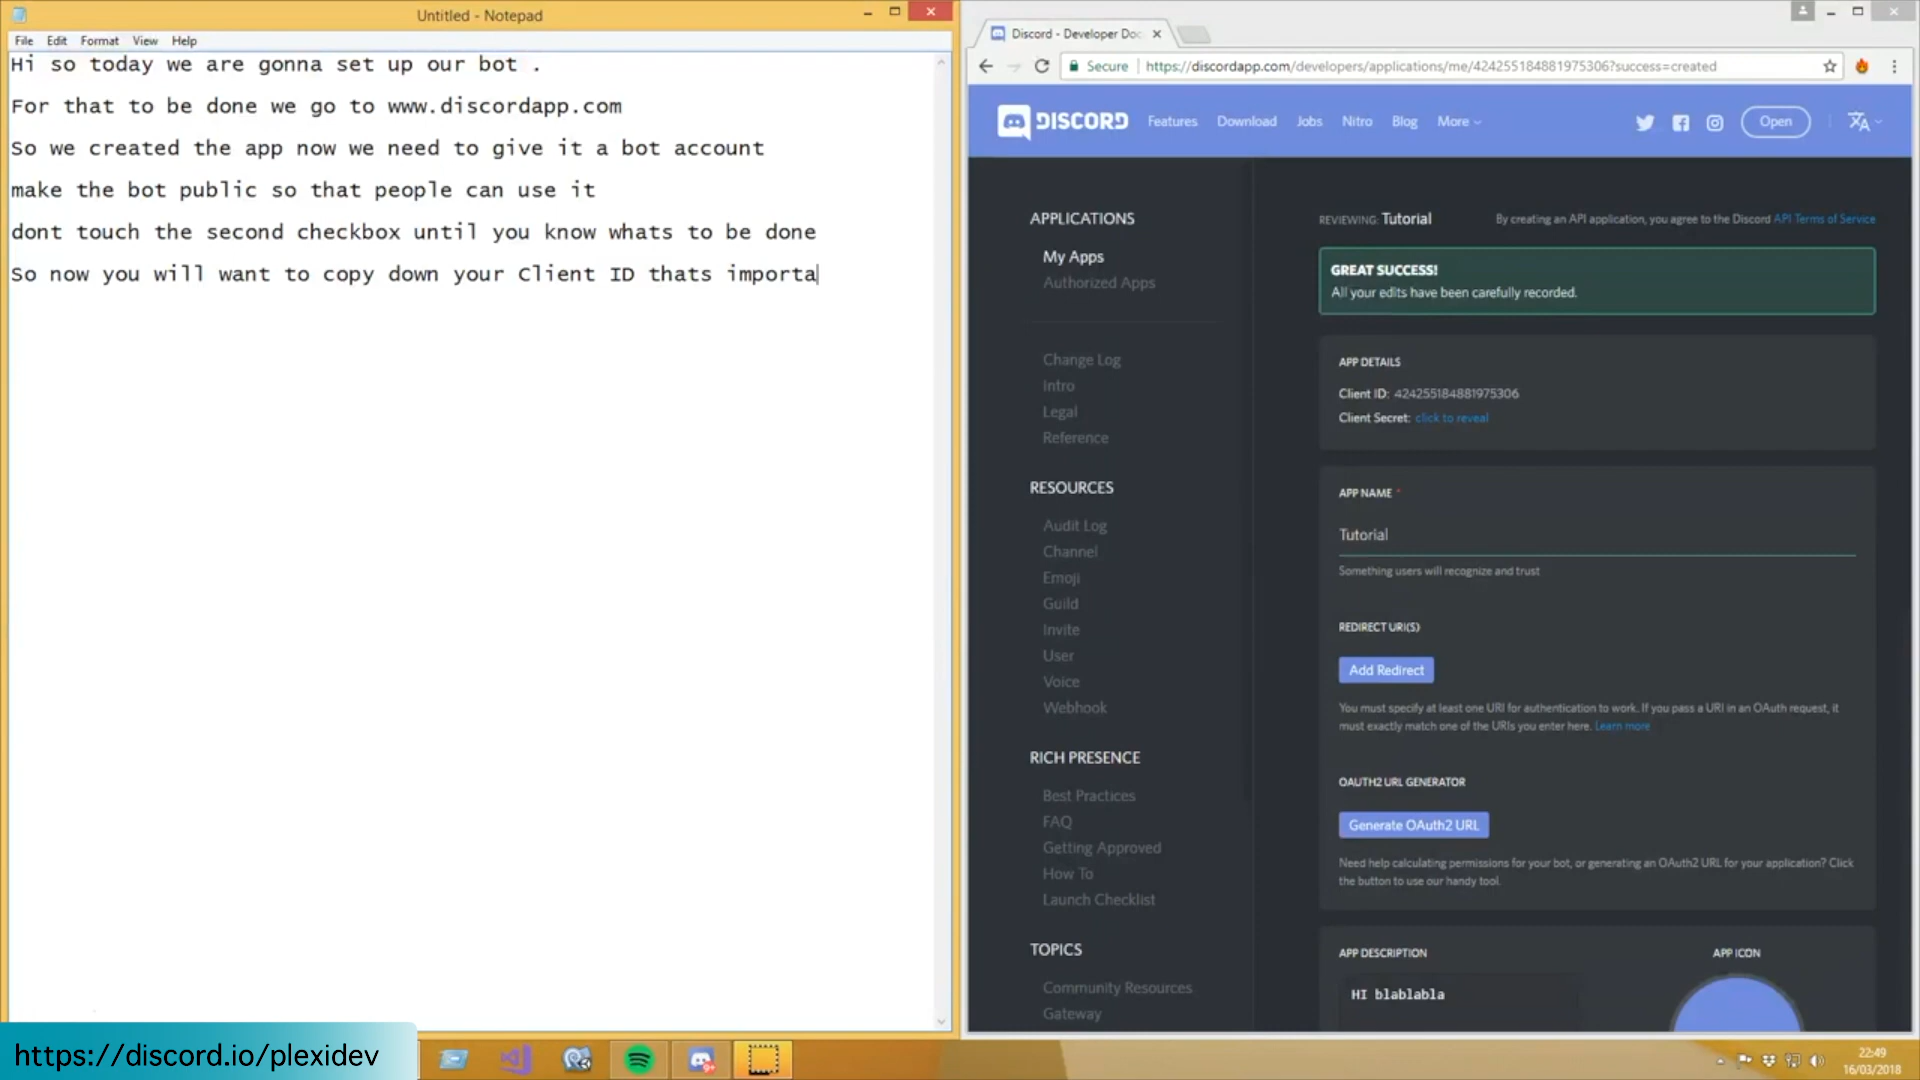 Untitled - Notepad
File Edit Format View Help
Hi so today we are gonna set up our bot .
For that to be done we go to www.discordapp.com
So we created the app now we need to give it a bot account
make the bot public so that people can use it
dont touch the second checkbox until you know whats to be done
So now you will want to copy down your Client ID thats importa
https://discord.io/plexidev
Discord - Developer Doc
Secure https://discordapp.com/developers/applications/me/424255184881975306?success=created
DISCORD Features Download Jobs Nitro Blog More Open
APPLICATIONS
My Apps
Authorized Apps
Change Log
Intro
Legal
Reference
RESOURCES
Audit Log
Channel
Emoji
Guild
Invite
User
Voice
Webhook
RICH PRESENCE
Best Practices
FAQ
Getting Approved
How To
Launch Checklist
TOPICS
Community Resources
Gateway
REVIEWING: Tutorial By creating an API application, you agree to the Discord API Terms of Service
GREAT SUCCESS!
All your edits have been carefully recorded.
APP DETAILS
Client ID: 424255184881975306
Client Secret: click to reveal
APP NAME *
Tutorial
Something users will recognize and trust
REDIRECT URI(S)
Add Redirect
You must specify at least one URI for authentication to work. If you pass a URI in an OAuth request, it
must exactly match one of the URIs you enter here. Learn more
OAUTH2 URL GENERATOR
Generate OAuth2 URL
Need help calculating permissions for your bot, or generating an OAuth2 URL for your application? Click
the button to use our handy tool.
APP DESCRIPTION APP ICON
HI blablabla
22:49
16/03/2018